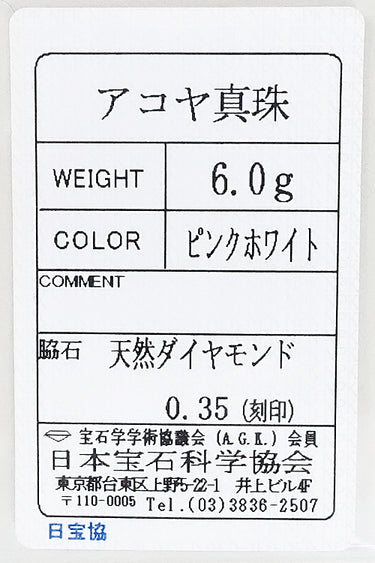 アコヤ真珠
WEIGHT 6.0g
COLOR ピンクホワイト
COMMENT
脇石 天然ダイヤモンド
0.35 (刻印)
宝石学学術協議会 (A.G.K.) 会員
日本宝石科学協会
東京都台東区上野5-22-1 井上ビル4F
〒110-0005 Tel.(03)3836-2507
日宝協